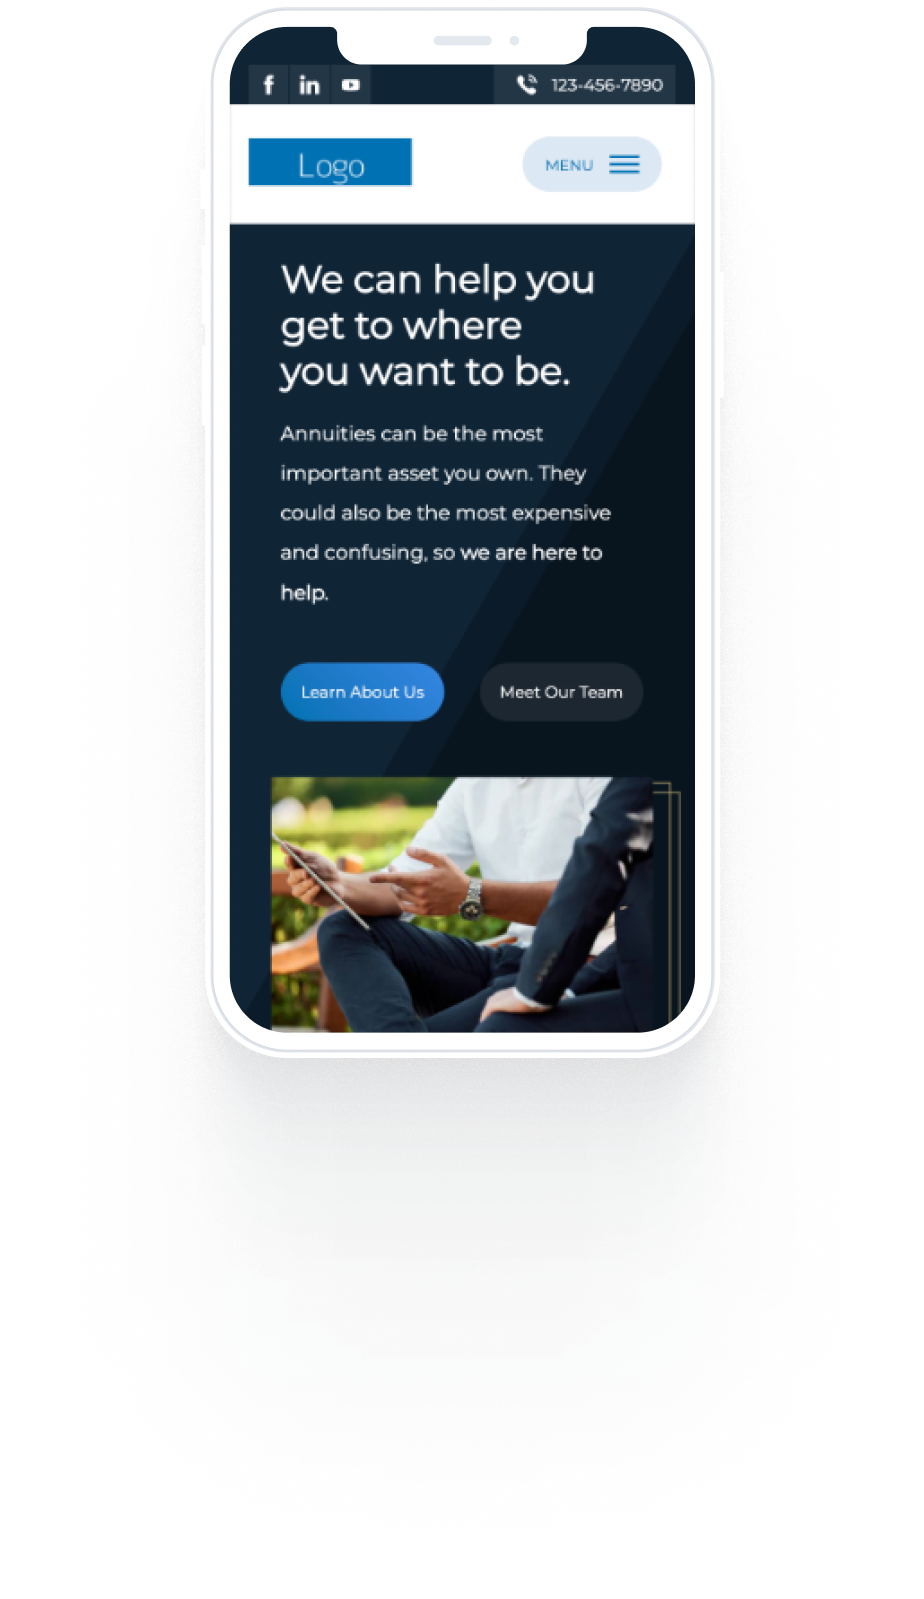 123-456-7890
Logo
MENU
We can help you
get to where
you want to be.
Annuities can be the most
important asset you own. They
could also be the most expensive
and confusing, so we are here to
help.
Learn About Us
Meet Our Team